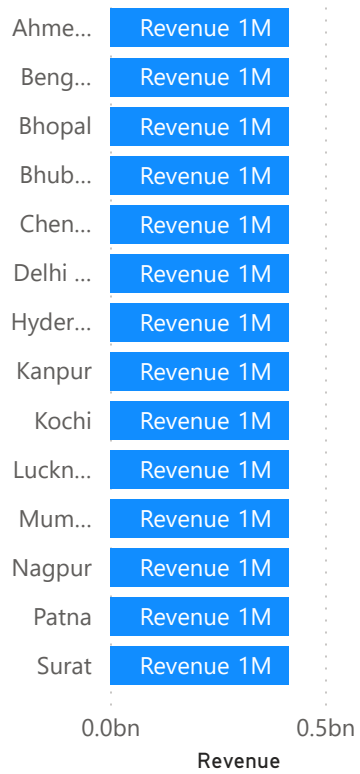 Ahme... Revenue 1M
Beng... Revenue 1M
Bhopal Revenue 1M
Bhub... Revenue 1M
Chen... Revenue 1M
Delhi ... Revenue 1M
Hyder... Revenue 1M
Kanpur Revenue 1M
Kochi Revenue 1M
Luckn... Revenue 1M
Mum... Revenue 1M
Nagpur Revenue 1M
Patna Revenue 1M
Surat Revenue 1M
0.0bn 0.5bn
Revenue